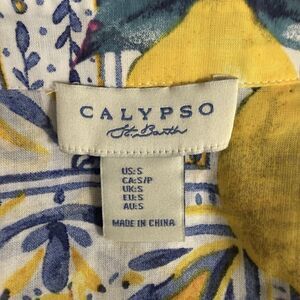 CALYPSO
St. Barth
US:S
CA:S/P
UK:S
EU:S
AU:S
MADE IN CHINA